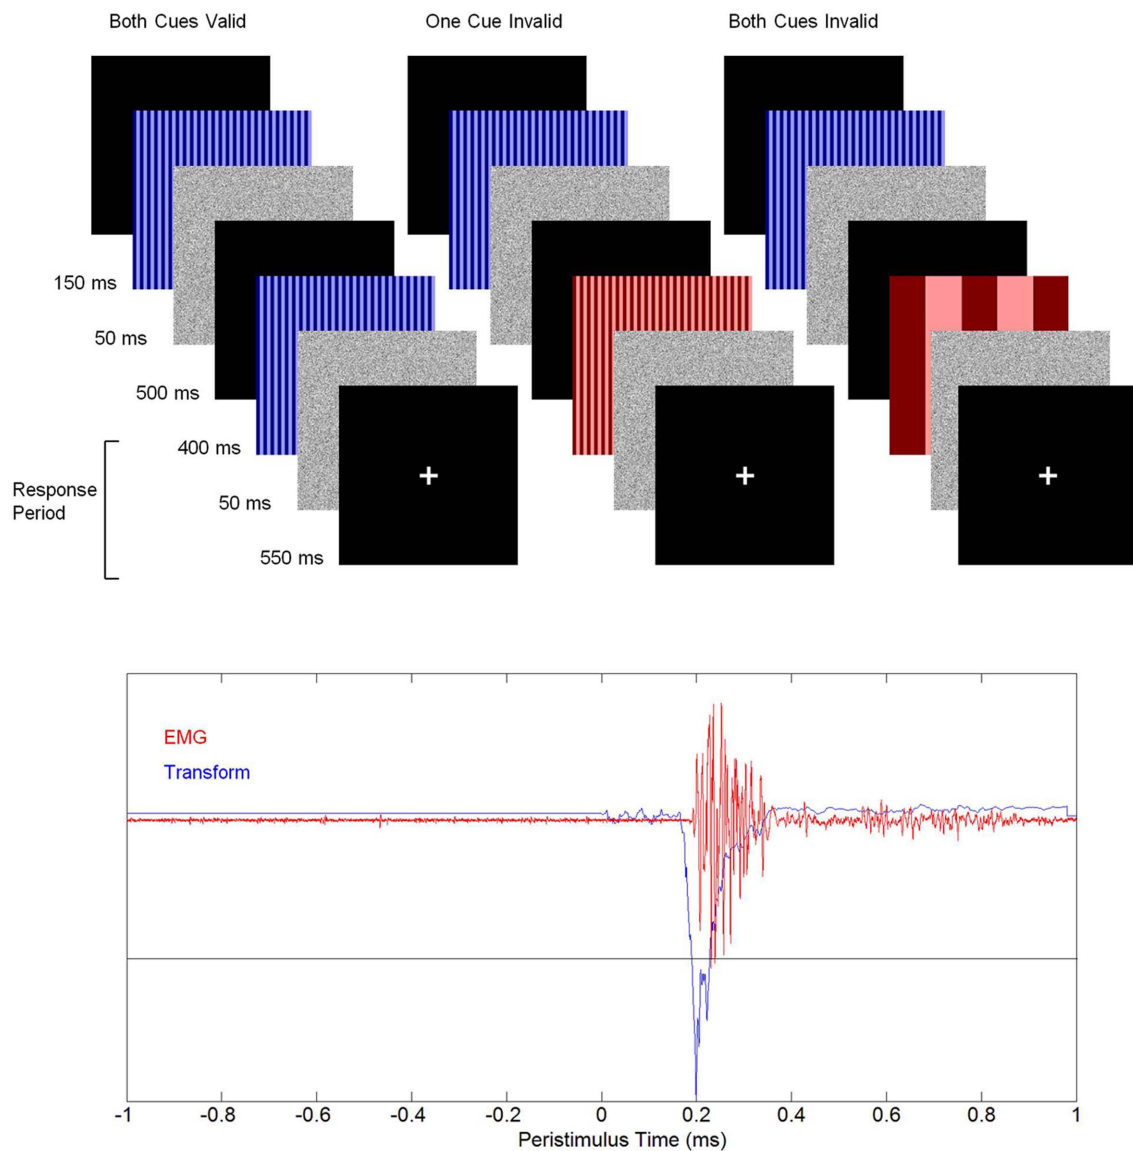 Both Cues Valid
One Cue Invalid
Both Cues Invalid
150 ms
50 ms
500 ms
400 ms
Response
Period
50 ms
550 ms
EMG
Transform
-1
-0.8
-0.6
-0.4
-0.2
0
0.2
0.4
0.6
0.8
1
Peristimulus Time (ms)